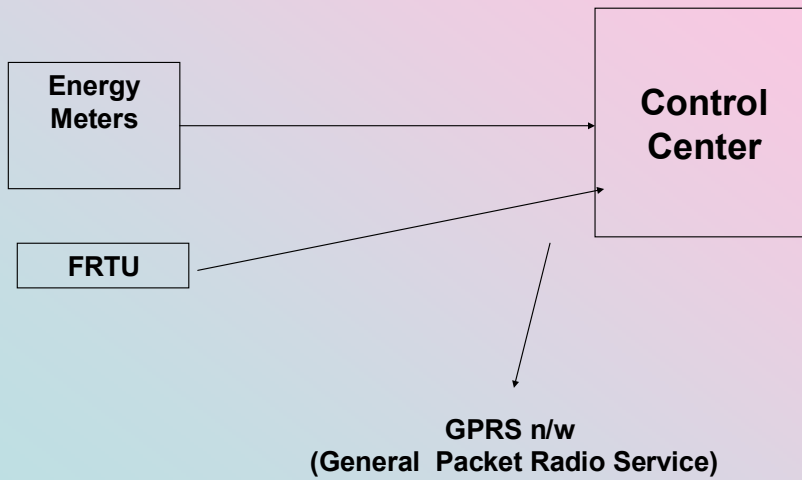 Energy
Meters
Control
Center
FRTU
GPRS n/w
(General Packet Radio Service)